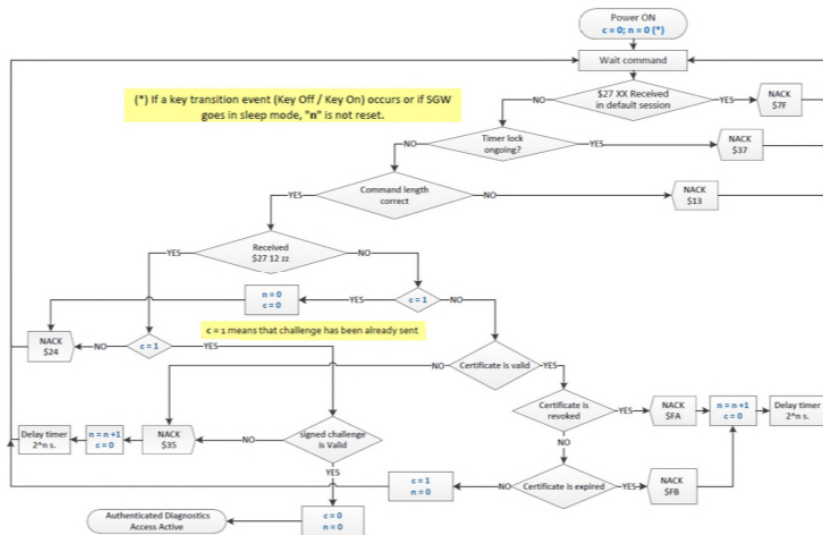 Power ON
c = 0; n = 0 (*)
Wait command
(*) If a key transition event (Key Off / Key On) occurs or if SGW
goes in sleep mode, "n" is not reset.
$27 XX Received
in default session
NO
YES
NACK
$7F
Timer lock
ongoing?
NO
YES
NACK
$37
Command length
correct
YES
NO
NACK
$13
Received
$27 12 zz
YES
NO
n = 0
c = 0
YES
c = 1
NO
c = 1 means that challenge has been already sent
NACK
$24
NO
c = 1
YES
Certificate is valid
NO
YES
Certificate is
revoked
YES
NACK
$FA
n = n +1
c = 0
Delay timer
2^n s.
NO
Delay timer
2^n s.
n = n +1
c = 0
NACK
$35
NO
signed challenge
is Valid
YES
c = 1
n = 0
NO
Certificate is expired
YES
NACK
$FB
Authenticated Diagnostics
Access Active
c = 0
n = 0